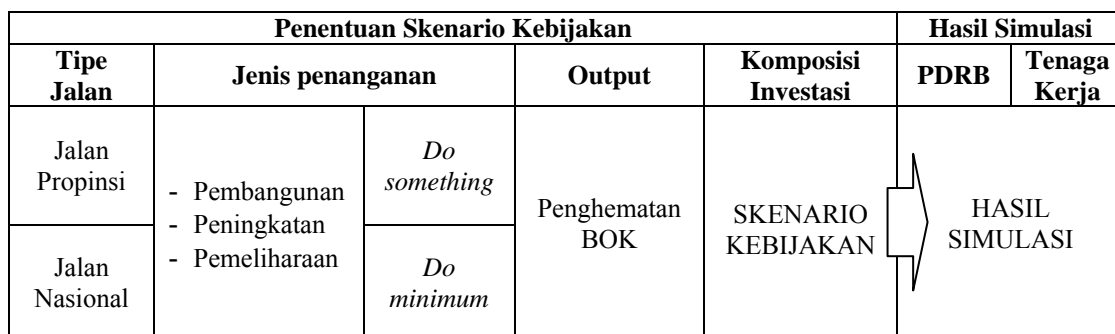 Penentuan Skenario Kebijakan
Hasil Simulasi
Tipe
Jalan
Jenis penanganan
Output
Komposisi
Investasi
PDRB
Tenaga
Kerja
Jalan
Propinsi
Jalan
Nasional
- Pembangunan
- Peningkatan
- Pemeliharaan
Do
something
Do
minimum
Penghematan
BOK
SKENARIO
KEBIJAKAN
HASIL
SIMULASI